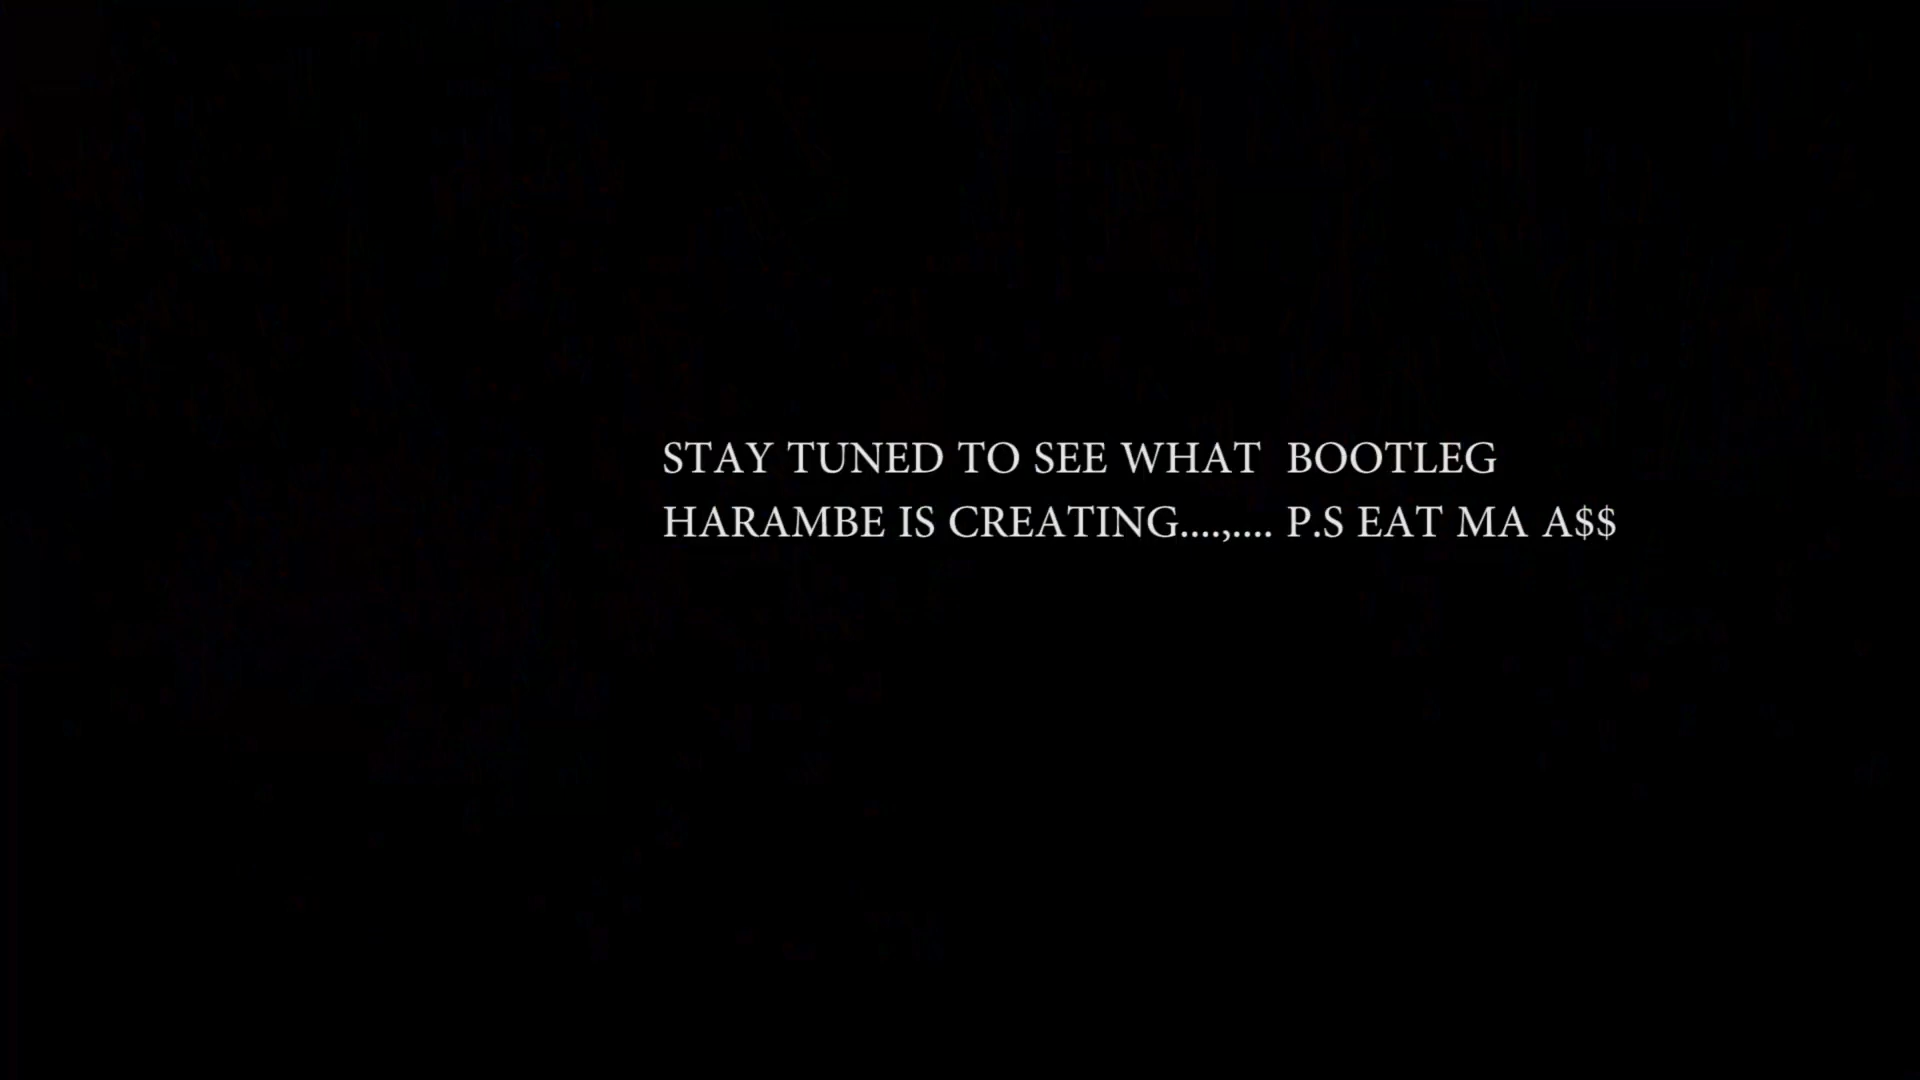 STAY TUNED TO SEE WHAT  BOOTLEG
HARAMBE IS CREATING....,.... P.S EAT MA A$$